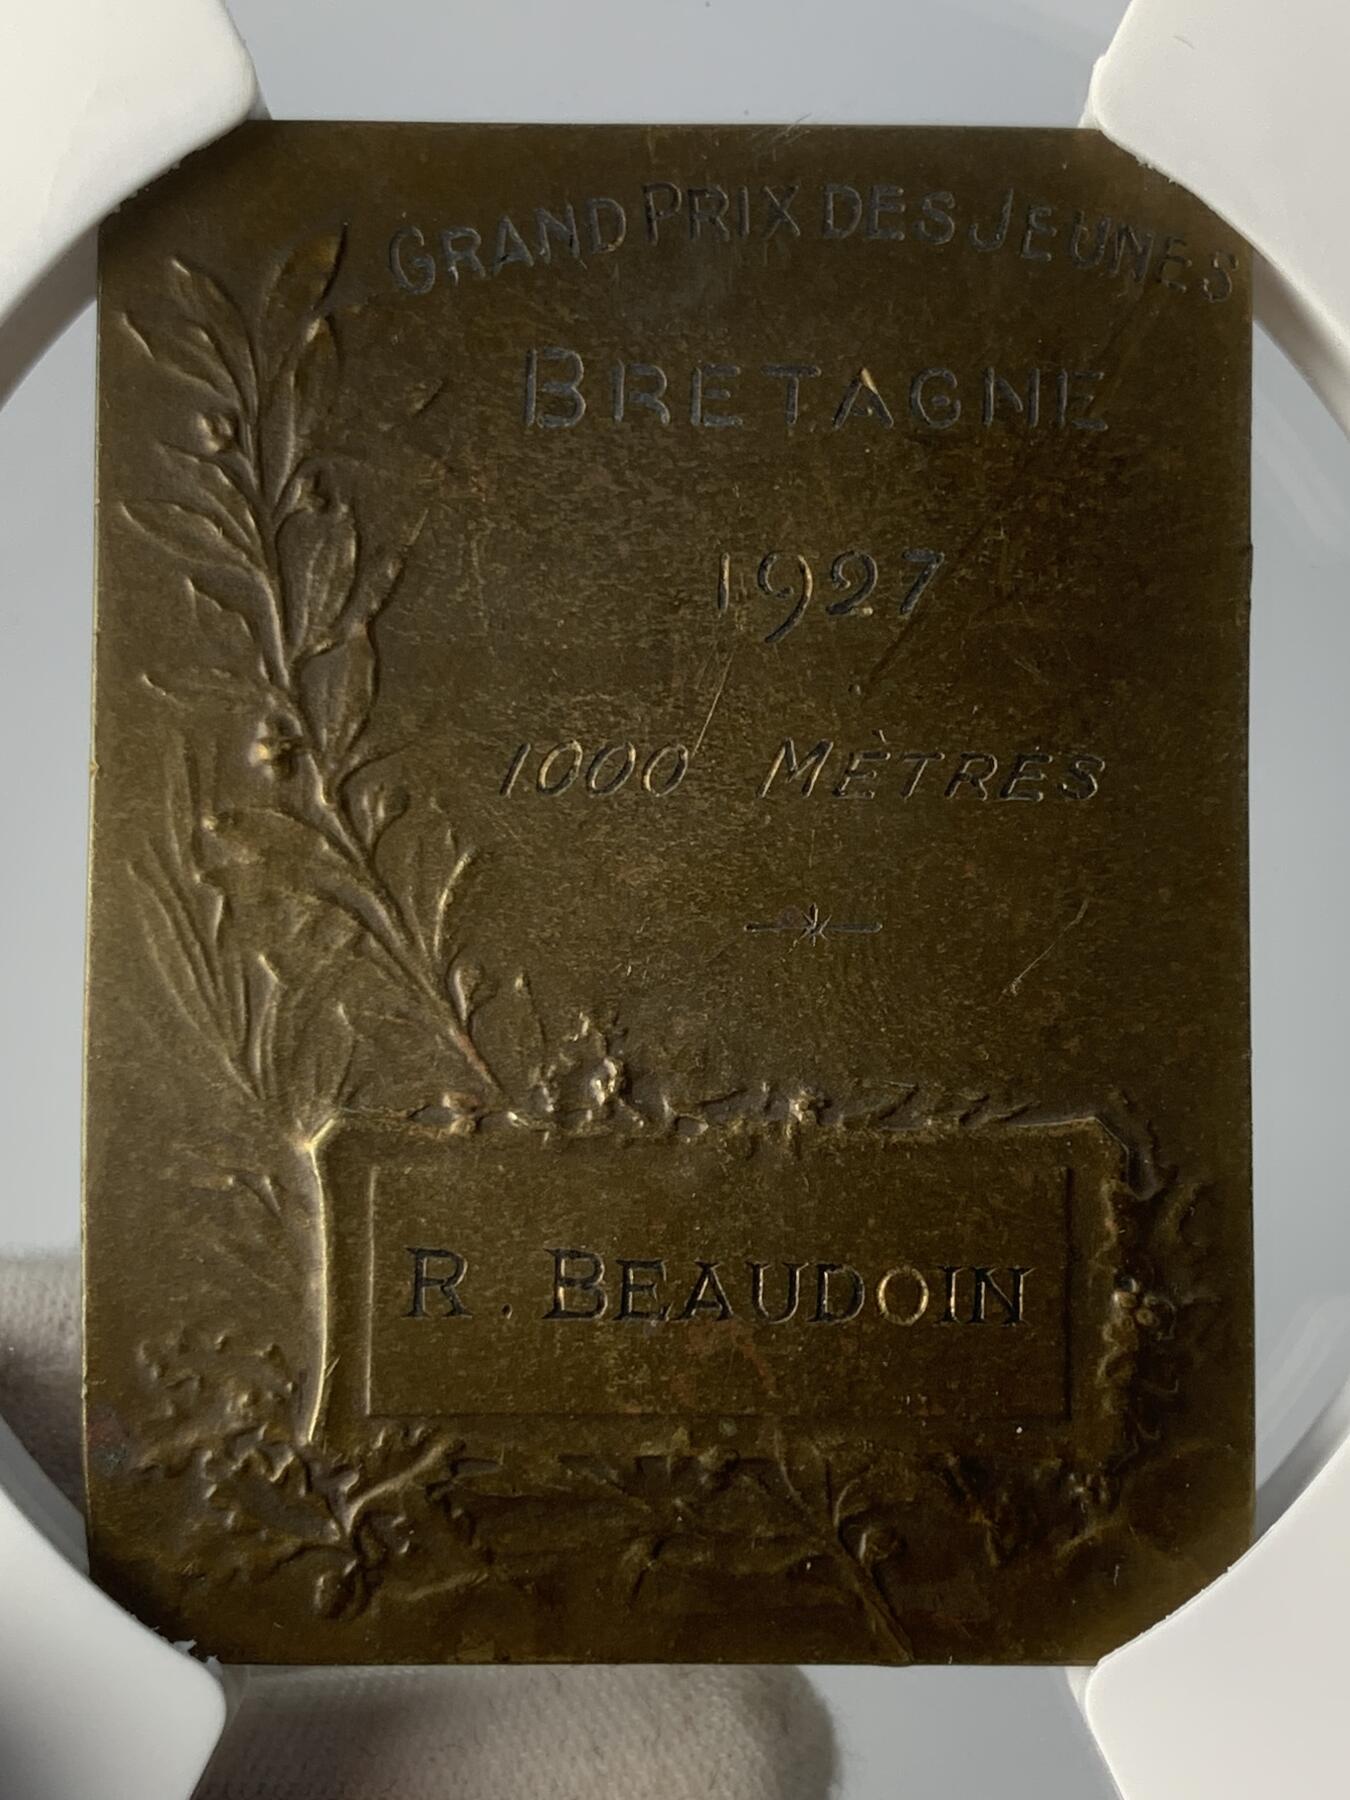 GRAND PRIX DES JEUNES
BRETAGNE
1927
1000 MÈTRES
R. BEAUDOIN